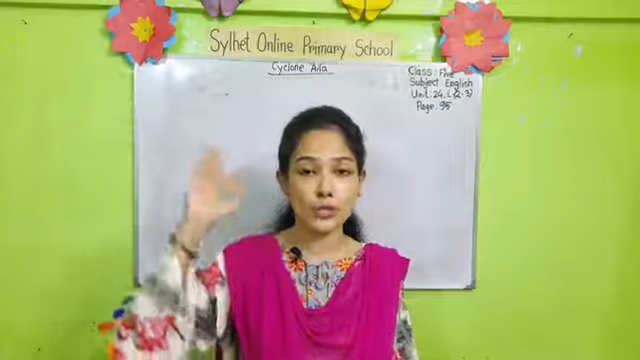 Sylhet Online Primary School
Cyclone Aila
Class: Five
Subject: English
Unit: 24, L (2-3)
Page: 95